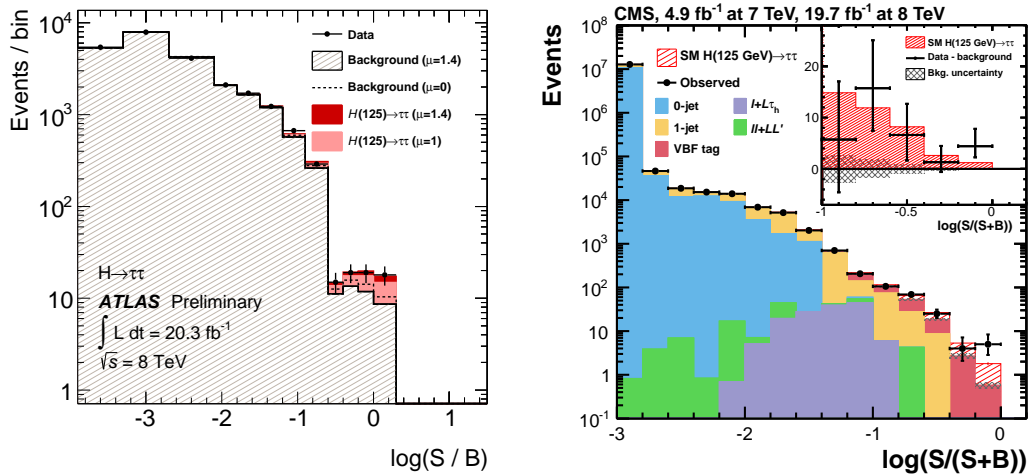 Events / bin
10⁴
10³
10²
10
1
Data
Background (μ=1.4)
Background (μ=0)
H(125)→ττ (μ=1.4)
H(125)→ττ (μ=1)
H→ττ
ATLAS Preliminary
∫ L dt = 20.3 fb⁻¹
√s = 8 TeV
-3 -2 -1 0 1
log(S / B)
CMS, 4.9 fb⁻¹ at 7 TeV, 19.7 fb⁻¹ at 8 TeV
Events
10⁸
10⁷
10⁶
10⁵
10⁴
10³
10²
10
1
10⁻¹
SM H(125 GeV)→ττ
Observed
0-jet
l+Lτₕ
1-jet
ll+LL'
VBF tag
-3 -2 -1 0
log(S/(S+B))
SM H(125 GeV)→ττ
Data - background
Bkg. uncertainty
20
10
0
-1 -0.5 0
log(S/(S+B))